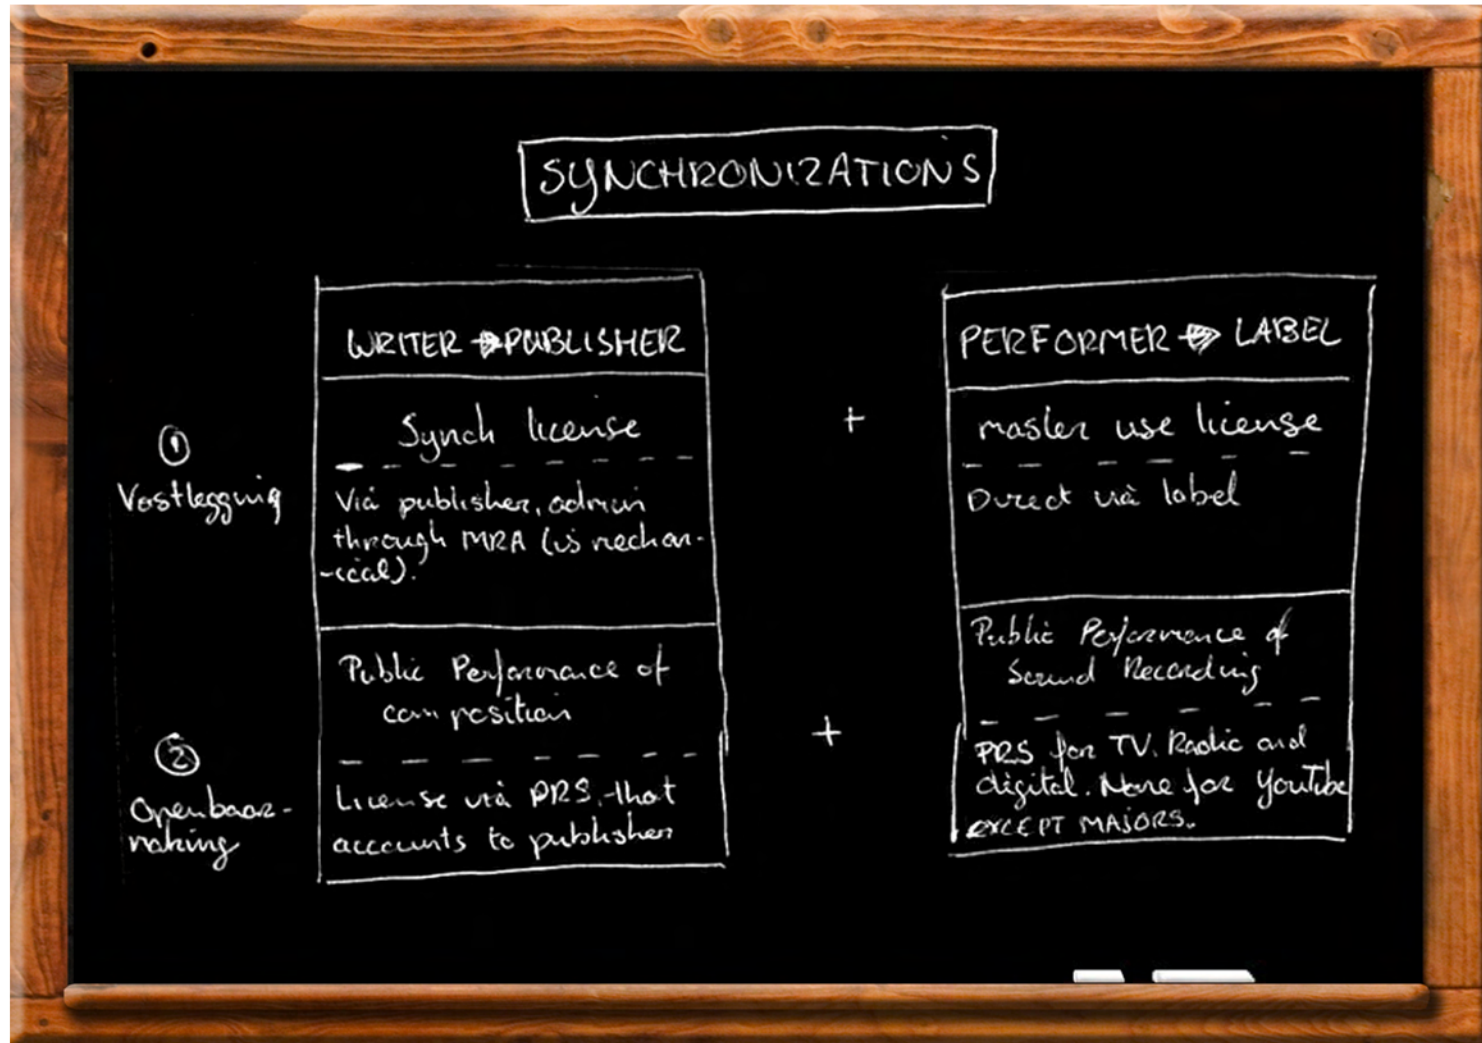 SYNCHRONIZATIONS
WRITER → PUBLISHER
Synch license
Via publisher, admin
through MRA (is mechan-
-ical).
Public Performance of
composition
License via PRS, that
accounts to publisher
+
+
PERFORMER → LABEL
master use license
Direct via label
Public Performance of
Sound Recording
PRS for TV. Radio and
digital. None for YouTube
EXCEPT MAJORS.
1
Vastlegging
2
Openbaar-
making